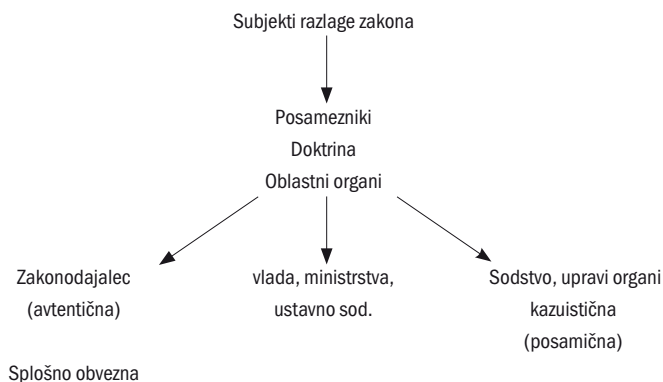 Subjekti razlage zakona
Posamezniki
Doktrina
Oblastni organi
Zakonodajalec
(avtentična)
vlada, ministrstva,
ustavno sod.
Sodstvo, upravi organi
kazuistična
(posamična)
Splošno obvezna